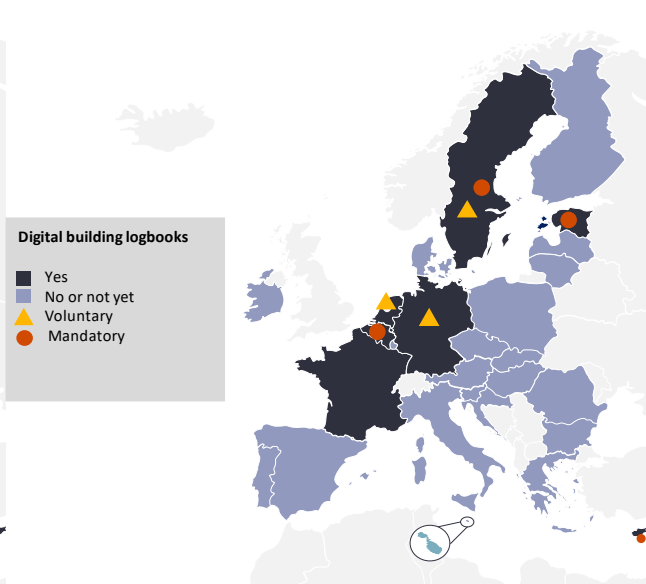 Digital building logbooks
Yes
No or not yet
Voluntary
Mandatory